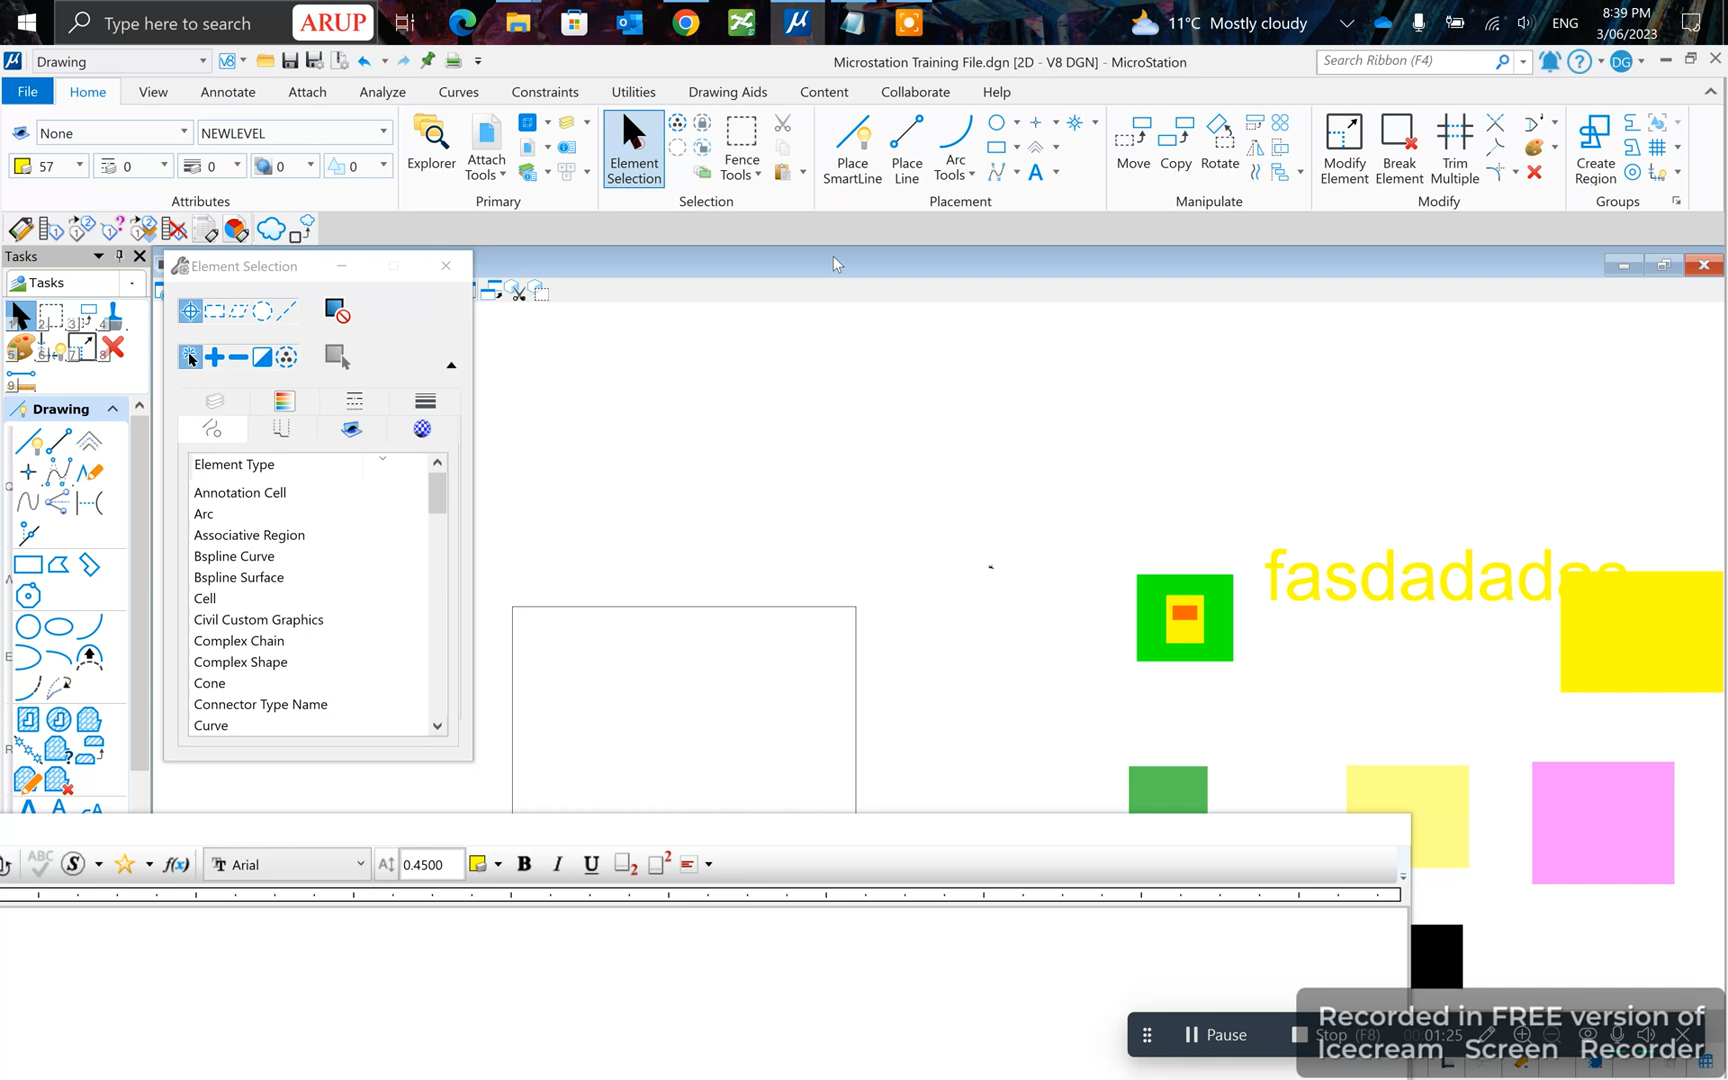 Type here to search
ARUP
11°C Mostly cloudy
ENG
8:39 PM
3/06/2023
Drawing
V8
Microstation Training File.dgn [2D - V8 DGN] - MicroStation
Search Ribbon (F4)
DG
File
Home
View
Annotate
Attach
Analyze
Curves
Constraints
Utilities
Drawing Aids
Content
Collaborate
Help
None
NEWLEVEL
57
0
0
0
0
Attributes
Explorer
Attach Tools
Primary
Element Selection
Fence Tools
Selection
Place SmartLine
Place Line
Arc Tools
Placement
Move
Copy
Rotate
Manipulate
Modify Element
Break Element
Trim Multiple
Modify
Create Region
Groups
Tasks
Tasks
Drawing
Element Selection
Element Type
Annotation Cell
Arc
Associative Region
Bspline Curve
Bspline Surface
Cell
Civil Custom Graphics
Complex Chain
Complex Shape
Cone
Connector Type Name
Curve
fasdadadas
ABC
f(x)
Arial
0.4500
B I U
Pause
Stop (F8)
00:01:25
Recorded in FREE version of
Icecream Screen Recorder